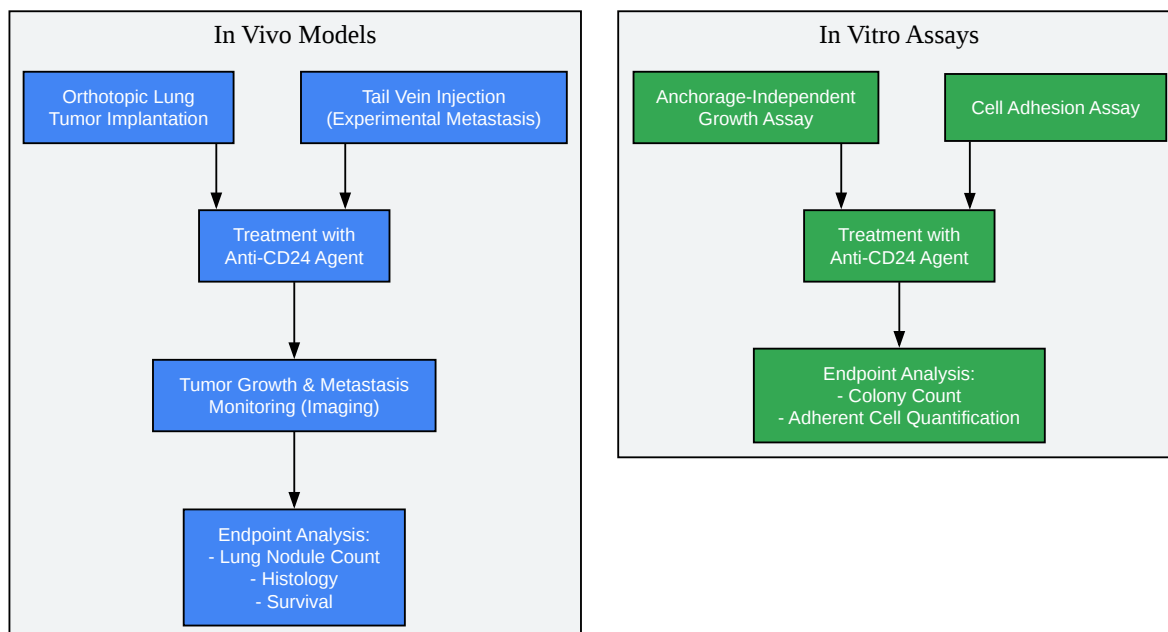 In Vivo Models
Orthotopic Lung
Tumor Implantation
Tail Vein Injection
(Experimental Metastasis)
Treatment with
Anti-CD24 Agent
Tumor Growth & Metastasis
Monitoring (Imaging)
Endpoint Analysis:
- Lung Nodule Count
- Histology
- Survival
In Vitro Assays
Anchorage-Independent
Growth Assay
Cell Adhesion Assay
Treatment with
Anti-CD24 Agent
Endpoint Analysis:
- Colony Count
- Adherent Cell Quantification